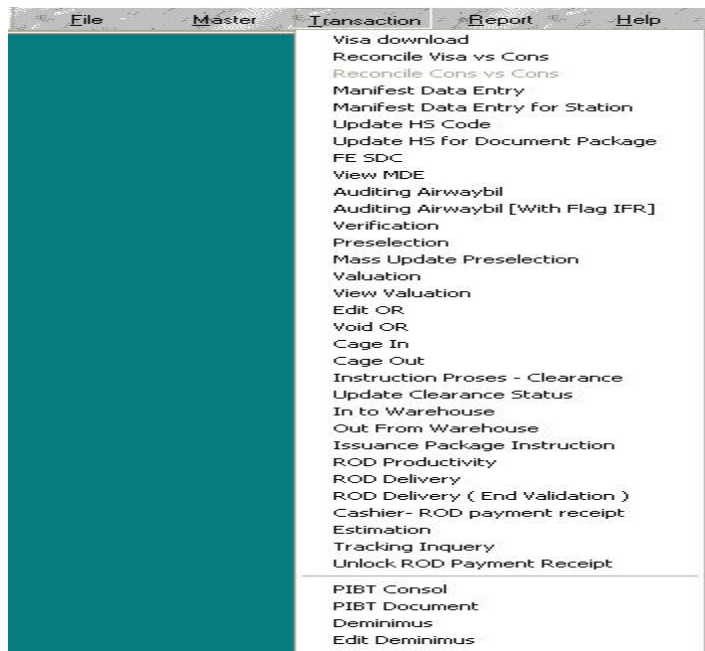 File Master Transaction Report Help
Visa download
Reconcile Visa vs Cons
Reconcile Cons vs Cons
Manifest Data Entry
Manifest Data Entry for Station
Update HS Code
Update HS for Document Package
FE SDC
View MDE
Auditing Airwaybil
Auditing Airwaybil [With Flag IFR]
Verification
Preselection
Mass Update Preselection
Valuation
View Valuation
Edit OR
Void OR
Cage In
Cage Out
Instruction Proses - Clearance
Update Clearance Status
In to Warehouse
Out From Warehouse
Issuance Package Instruction
ROD Productivity
ROD Delivery
ROD Delivery ( End Validation )
Cashier- ROD payment receipt
Estimation
Tracking Inquery
Unlock ROD Payment Receipt
PIBT Consol
PIBT Document
Deminimus
Edit Deminimus